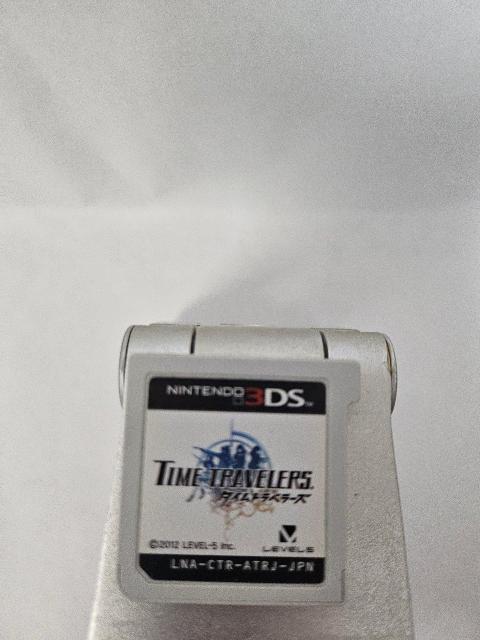 NINTENDO 3DS™
TIME TRAVELERS
タイムトラベラーズ
©2012 LEVEL-5 Inc.
LEVEL5
LNA-CTR-ATRJ-JPN